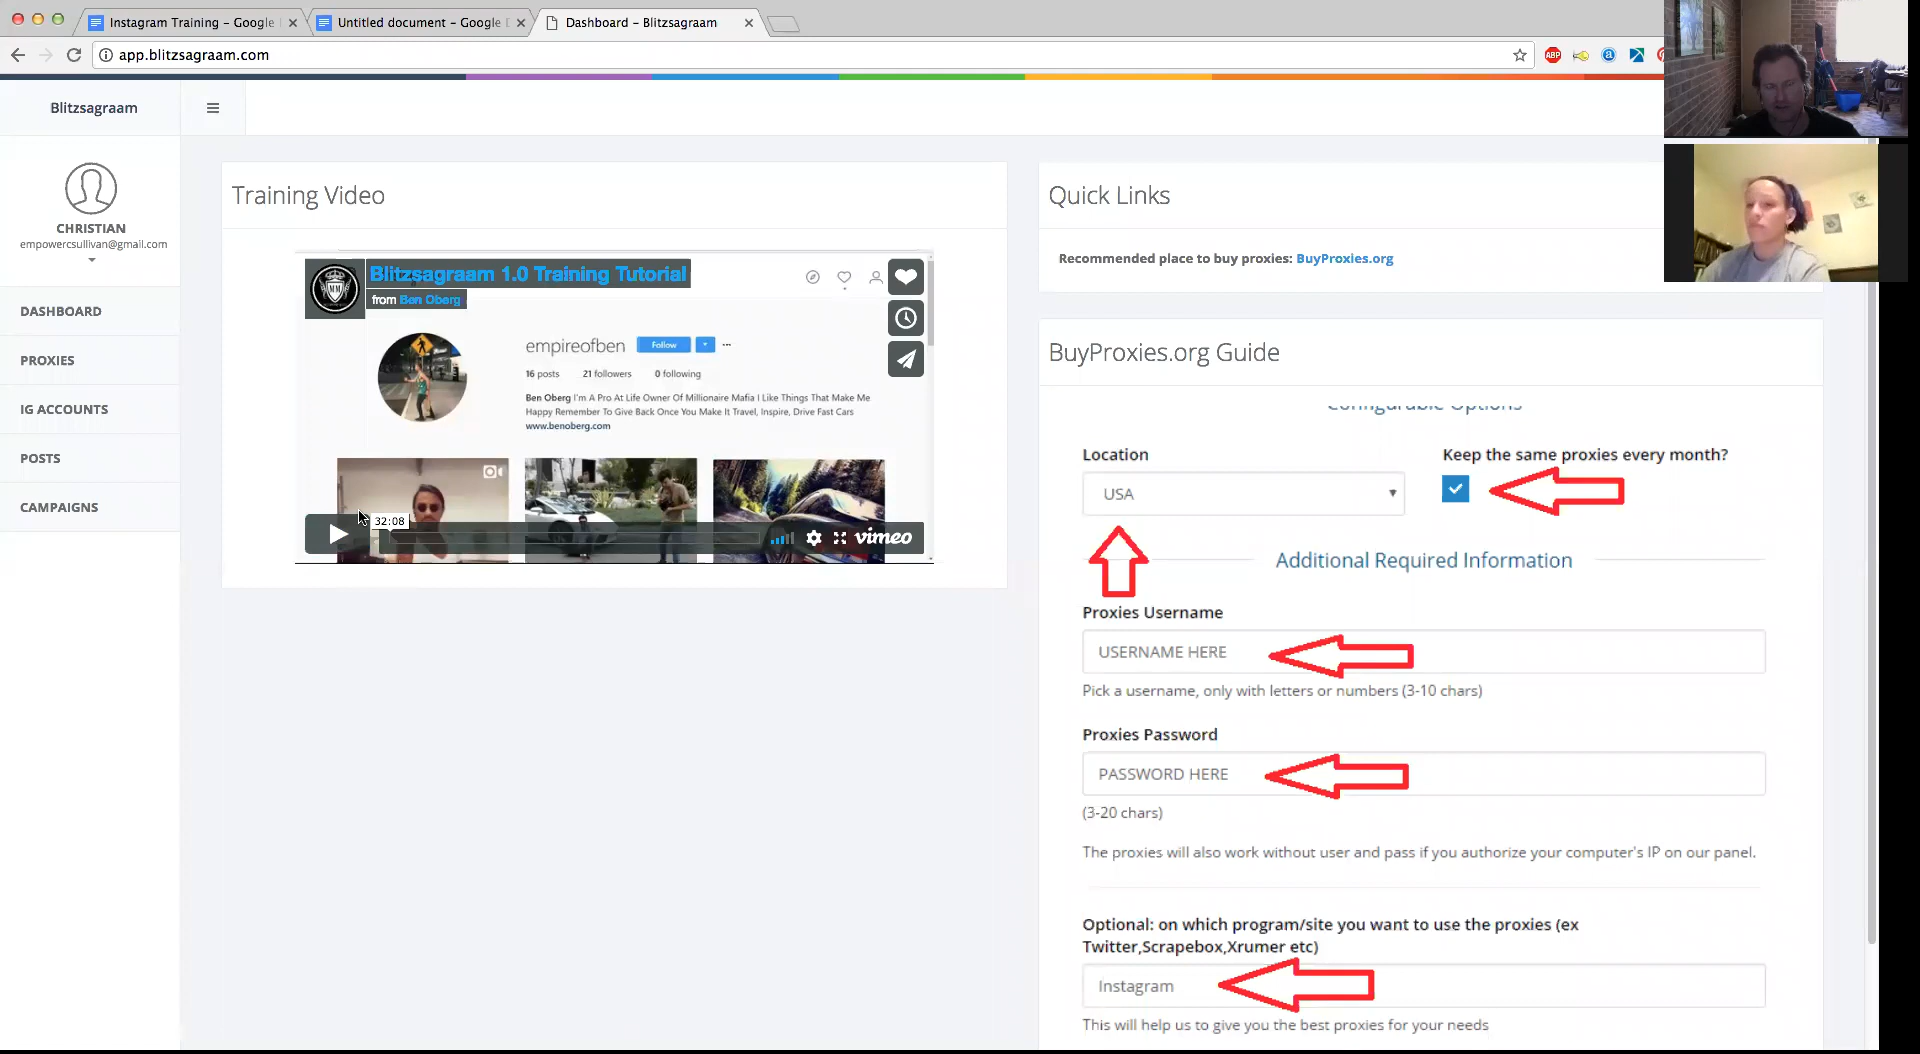 Instagram Training - Google
Untitled document - Google
Dashboard - Blitzsagraam
app.blitzsagraam.com
ABP
Blitzsagraam
CHRISTIAN
empowercsullivan@gmail.com
DASHBOARD
PROXIES
IG ACCOUNTS
POSTS
CAMPAIGNS
Training Video
Blitzsagraam 1.0 Training Tutorial
from Ben Oberg
empireofben
Follow
16 posts 21 followers 0 following
Ben Oberg I'm A Pro At Life Owner Of Millionaire Mafia I Like Things That Make Me
Happy Remember To Give Back Once You Make It Travel, Inspire, Drive Fast Cars
www.benoberg.com
32:08
vimeo
Quick Links
Recommended place to buy proxies: BuyProxies.org
BuyProxies.org Guide
Configurable Options
Location
USA
Keep the same proxies every month?
Additional Required Information
Proxies Username
USERNAME HERE
Pick a username, only with letters or numbers (3-10 chars)
Proxies Password
PASSWORD HERE
(3-20 chars)
The proxies will also work without user and pass if you authorize your computer's IP on our panel.
Optional: on which program/site you want to use the proxies (ex
Twitter,Scrapebox,Xrumer etc)
Instagram
This will help us to give you the best proxies for your needs